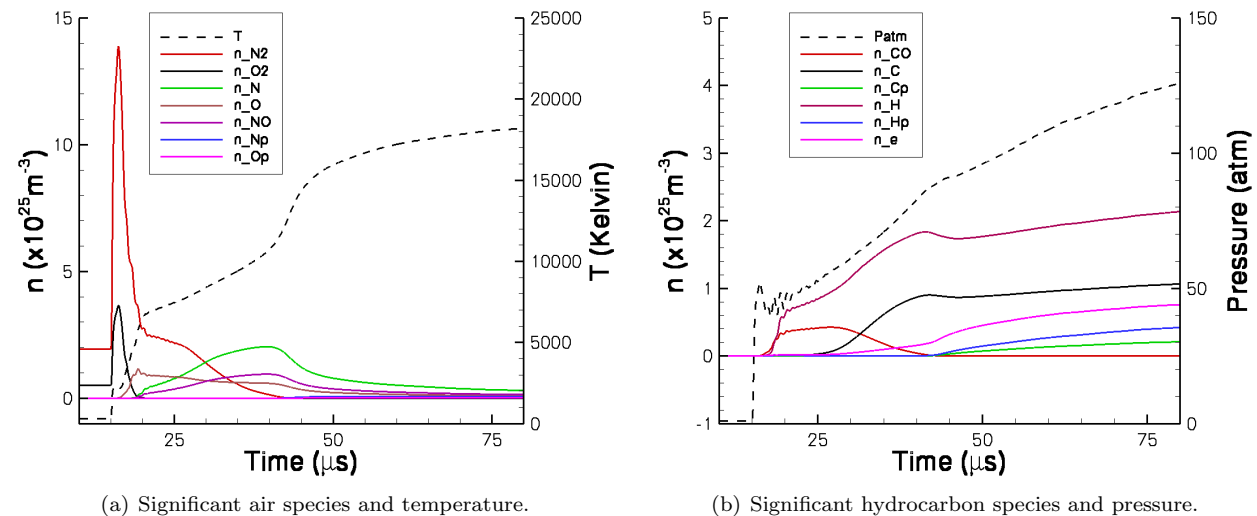 15
10
5
0
n (x10^25 m^-3)
25
50
75
Time (μs)
25000
20000
15000
10000
5000
0
T (Kelvin)
T
n_N2
n_O2
n_N
n_O
n_NO
n_Np
n_Op
(a) Significant air species and temperature.
5
4
3
2
1
0
-1
n (x10^25 m^-3)
25
50
75
Time (μs)
150
100
50
0
Pressure (atm)
Patm
n_CO
n_C
n_Cp
n_H
n_Hp
n_e
(b) Significant hydrocarbon species and pressure.